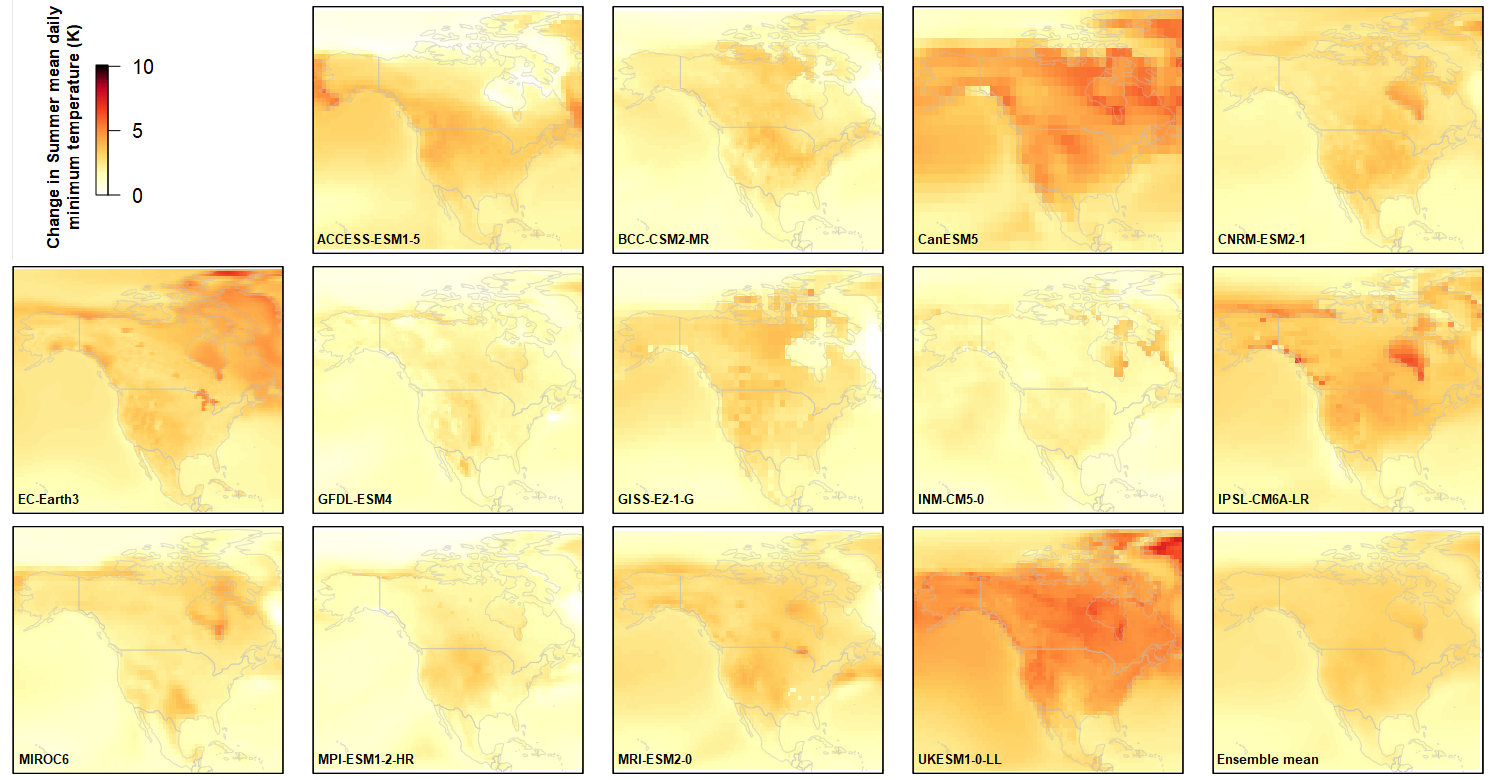 Change in Summer mean daily
minimum temperature (K)
10
5
0
ACCESS-ESM1-5
BCC-CSM2-MR
CanESM5
CNRM-ESM2-1
EC-Earth3
GFDL-ESM4
GISS-E2-1-G
INM-CM5-0
IPSL-CM6A-LR
MIROC6
MPI-ESM1-2-HR
MRI-ESM2-0
UKESM1-0-LL
Ensemble mean